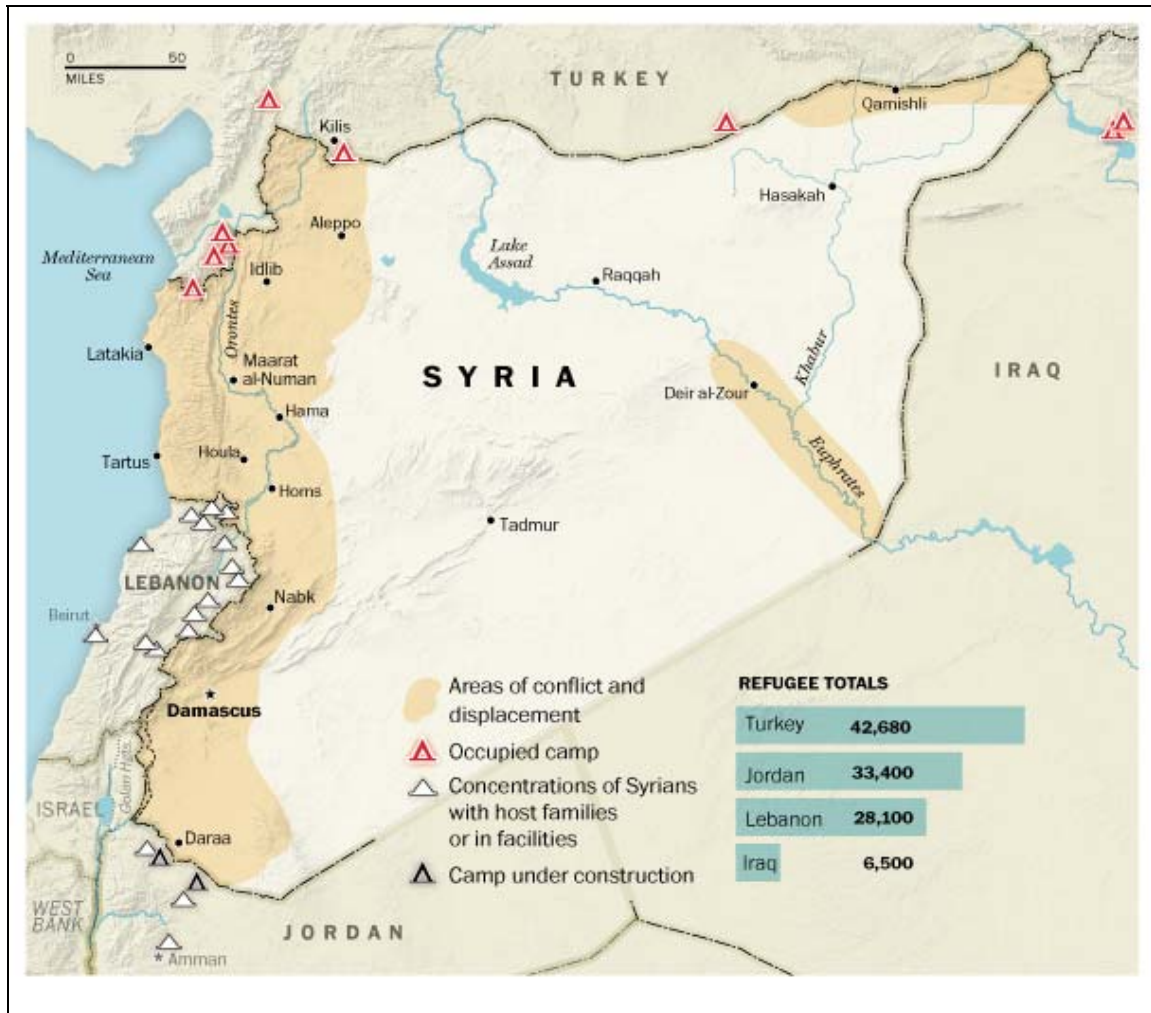 0 50
MILES
TURKEY
Qamishli
Kilis
Hasakah
Aleppo
Mediterranean
Sea
Lake
Assad
Idlib
Raqqah
Orontes
Latakia
Maarat
al-Numan
SYRIA
Khabur
IRAQ
Deir al-Zour
Hama
Tartus
Houla
Euphrates
Homs
Tadmur
LEBANON
Nabk
Beirut
Damascus
Golan Hts.
ISRAEL
Daraa
WEST
BANK
JORDAN
Amman
Areas of conflict and
displacement
Occupied camp
Concentrations of Syrians
with host families
or in facilities
Camp under construction
REFUGEE TOTALS
Turkey 42,680
Jordan 33,400
Lebanon 28,100
Iraq 6,500